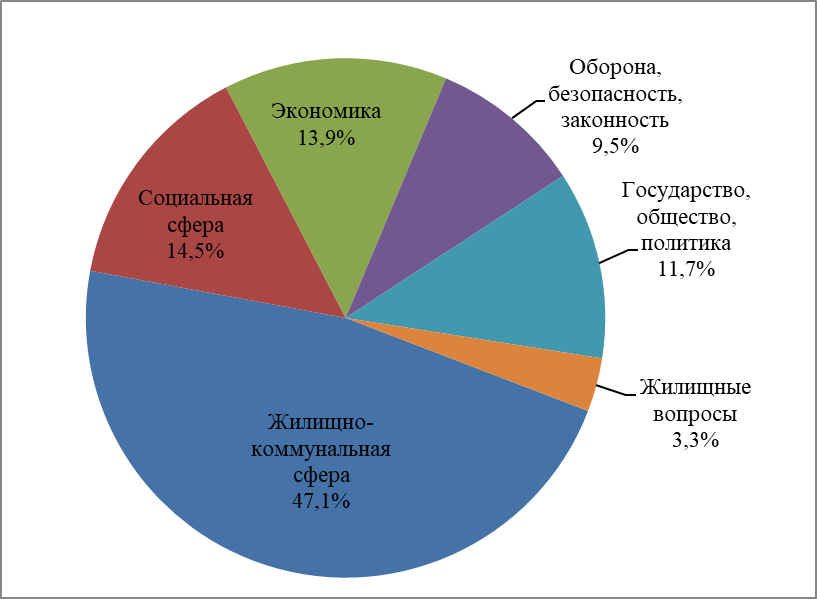 Экономика
13,9%
Оборона,
безопасность,
законность
9,5%
Социальная
сфера
14,5%
Государство,
общество,
политика
11,7%
Жилищные
вопросы
3,3%
Жилищно-
коммунальная
сфера
47,1%